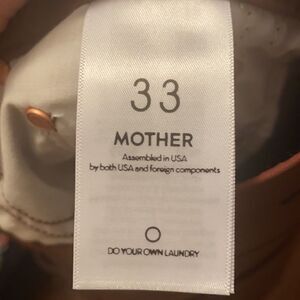 33
MOTHER
Assembled in USA
by both USA and foreign components
DO YOUR OWN LAUNDRY